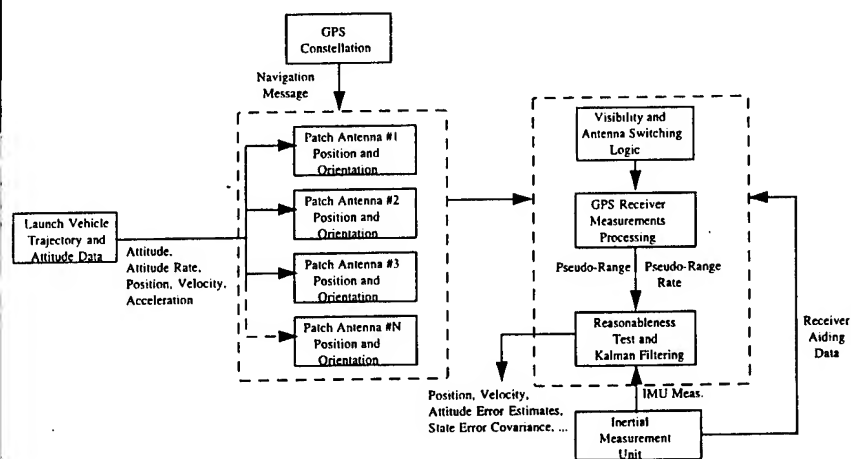 GPS
Constellation
Navigation
Message
Patch Antenna #1
Position and
Orientation
Patch Antenna #2
Position and
Orientation
Patch Antenna #3
Position and
Orientation
Patch Antenna #N
Position and
Orientation
Launch Vehicle
Trajectory and
Attitude Data
Attitude,
Attitude Rate,
Position, Velocity,
Acceleration
Visibility and
Antenna Switching
Logic
GPS Receiver
Measurements
Processing
Pseudo-Range
Pseudo-Range
Rate
Reasonableness
Test and
Kalman Filtering
Receiver
Aiding
Data
Position, Velocity,
Attitude Error Estimates,
State Error Covariance, ...
IMU Meas.
Inertial
Measurement
Unit